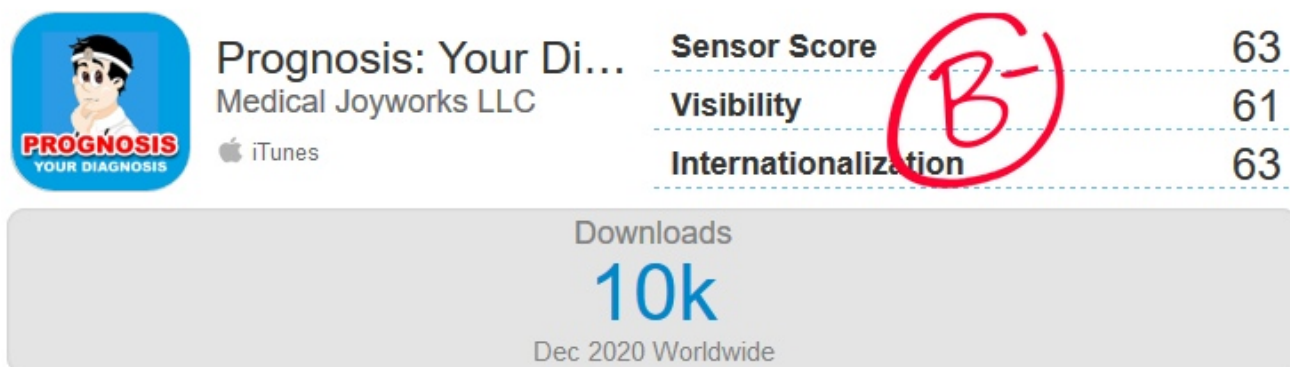 PROGNOSIS
YOUR DIAGNOSIS
Prognosis: Your Di...
Medical Joyworks LLC
iTunes
Sensor Score 63
Visibility 61
Internationalization 63
B-
Downloads
10k
Dec 2020 Worldwide